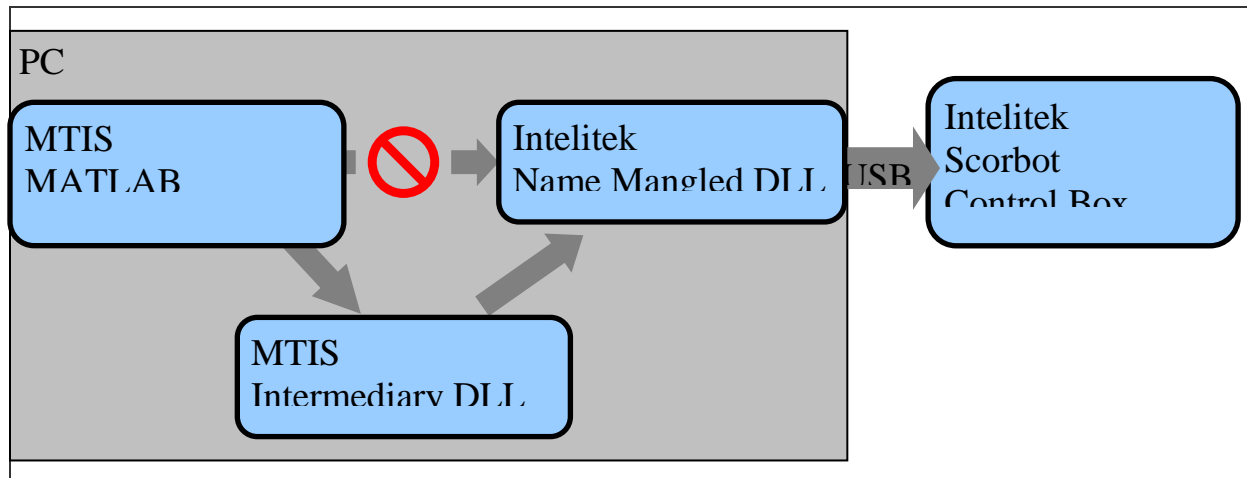 PC
MTIS
MATLAB
Intelitek
Name Mangled DLL
USB
Intelitek
Scorbot
Control Box
MTIS
Intermediary DLL